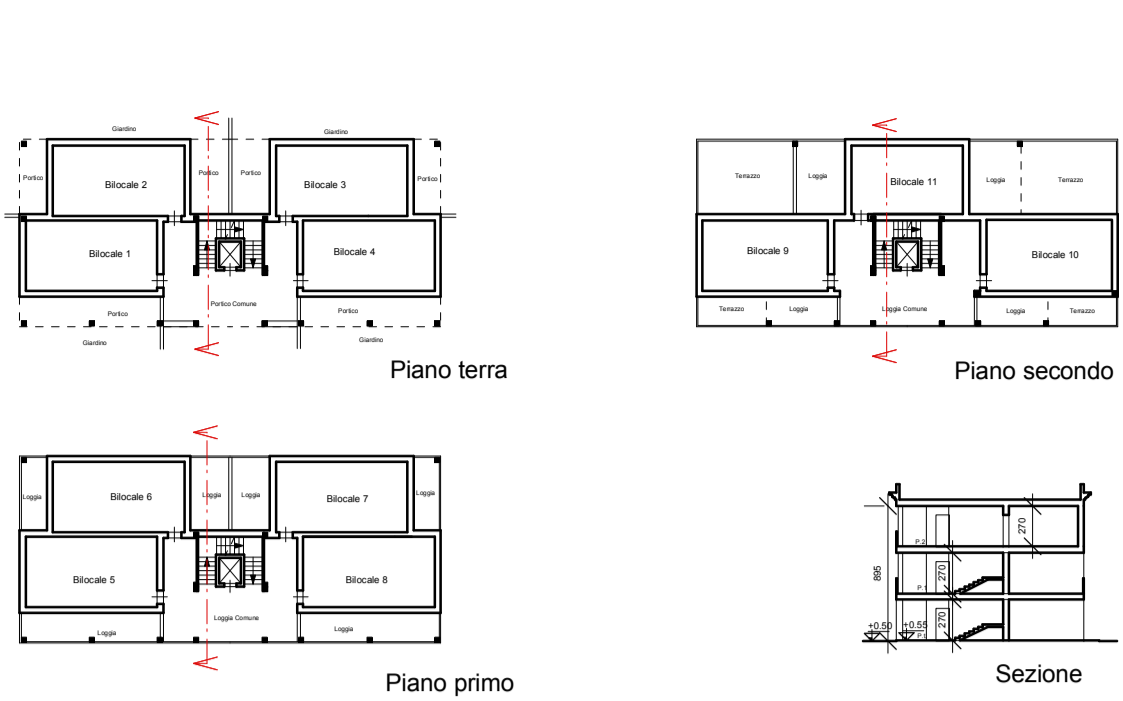 Giardino
Giardino
Portico
Bilocale 2
Portico
Portico
Bilocale 3
Portico
Bilocale 1
Bilocale 4
Portico Comune
Portico
Portico
Giardino
Giardino
Piano terra
Terrazzo
Loggia
Bilocale 11
Loggia
Terrazzo
Bilocale 9
Bilocale 10
Terrazzo
Loggia
Loggia Comune
Loggia
Terrazzo
Piano secondo
Loggia
Bilocale 6
Loggia
Loggia
Bilocale 7
Loggia
Bilocale 5
Bilocale 8
Loggia Comune
Loggia
Loggia
Piano primo
895
P.2
270
P.1
270
+0.50
+0.55
270
Sezione